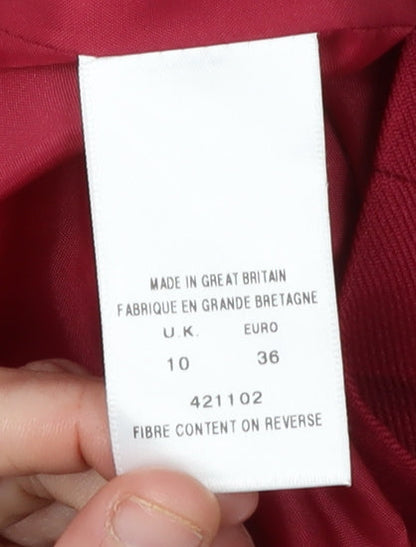 MADE IN GREAT BRITAIN
FABRIQUE EN GRANDE BRETAGNE
U.K. EURO
10 36
421102
FIBRE CONTENT ON REVERSE